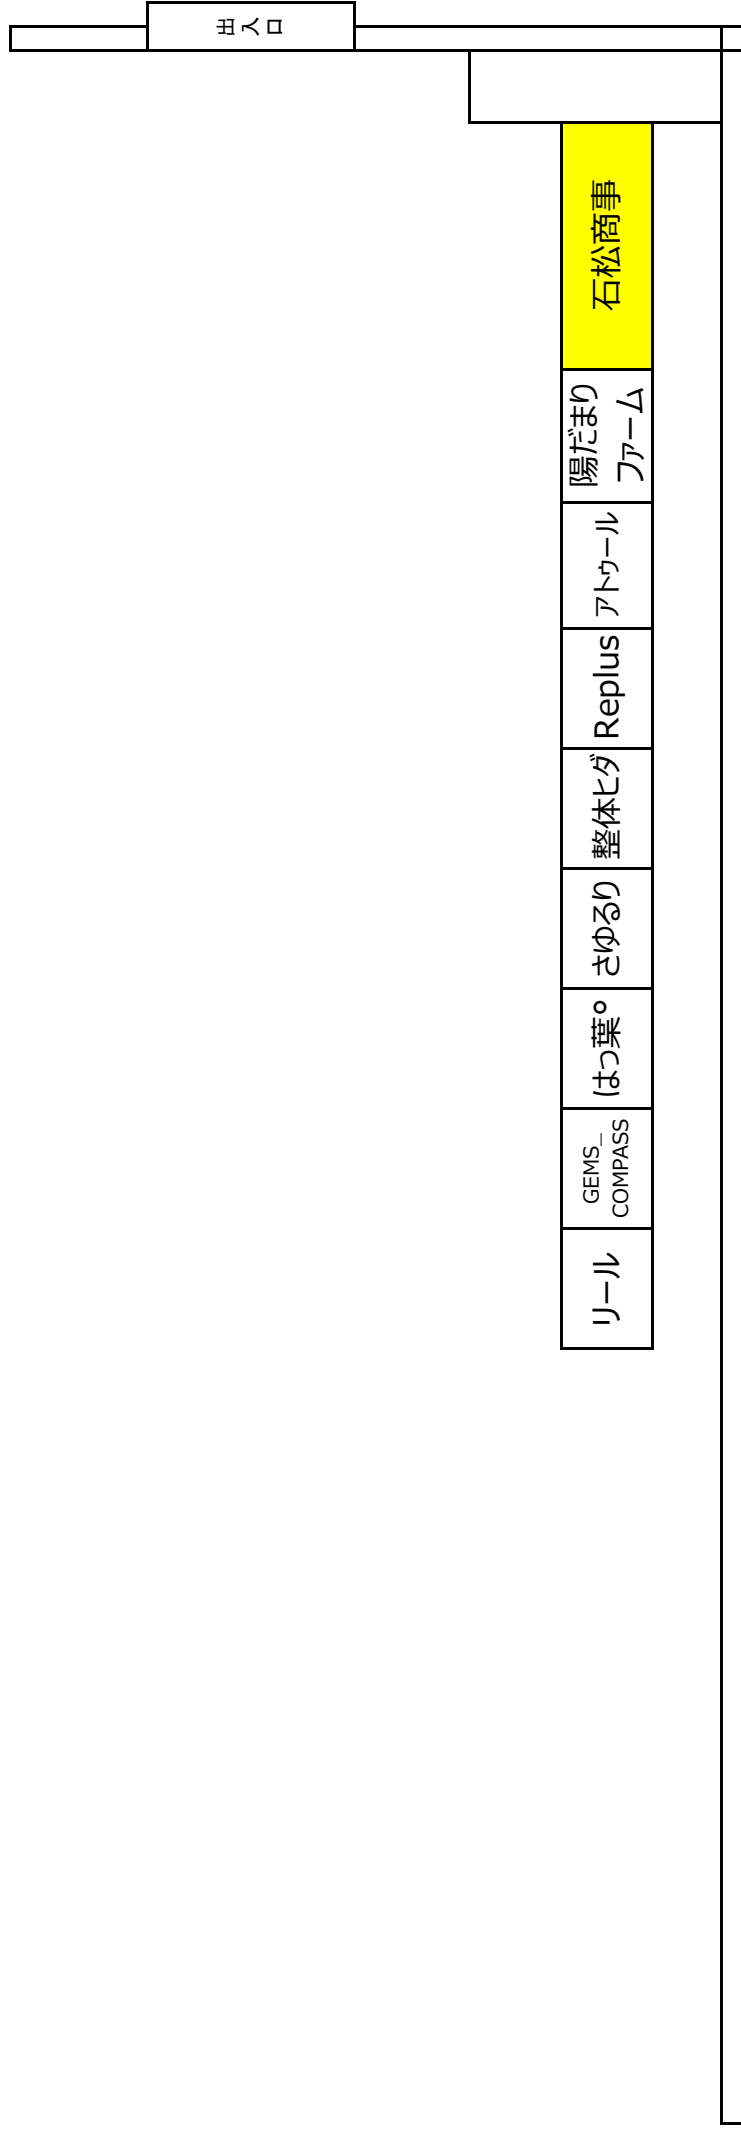 出入口
石松商事
陽だまり
ファーム
アトゥール
Replus
整体ヒダ
さゆるり
はっ葉°
GEMS_
COMPASS
リール